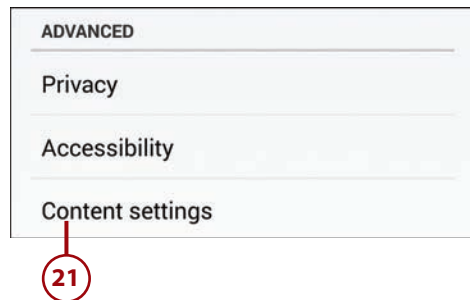 ADVANCED
Privacy
Accessibility
Content settings
21